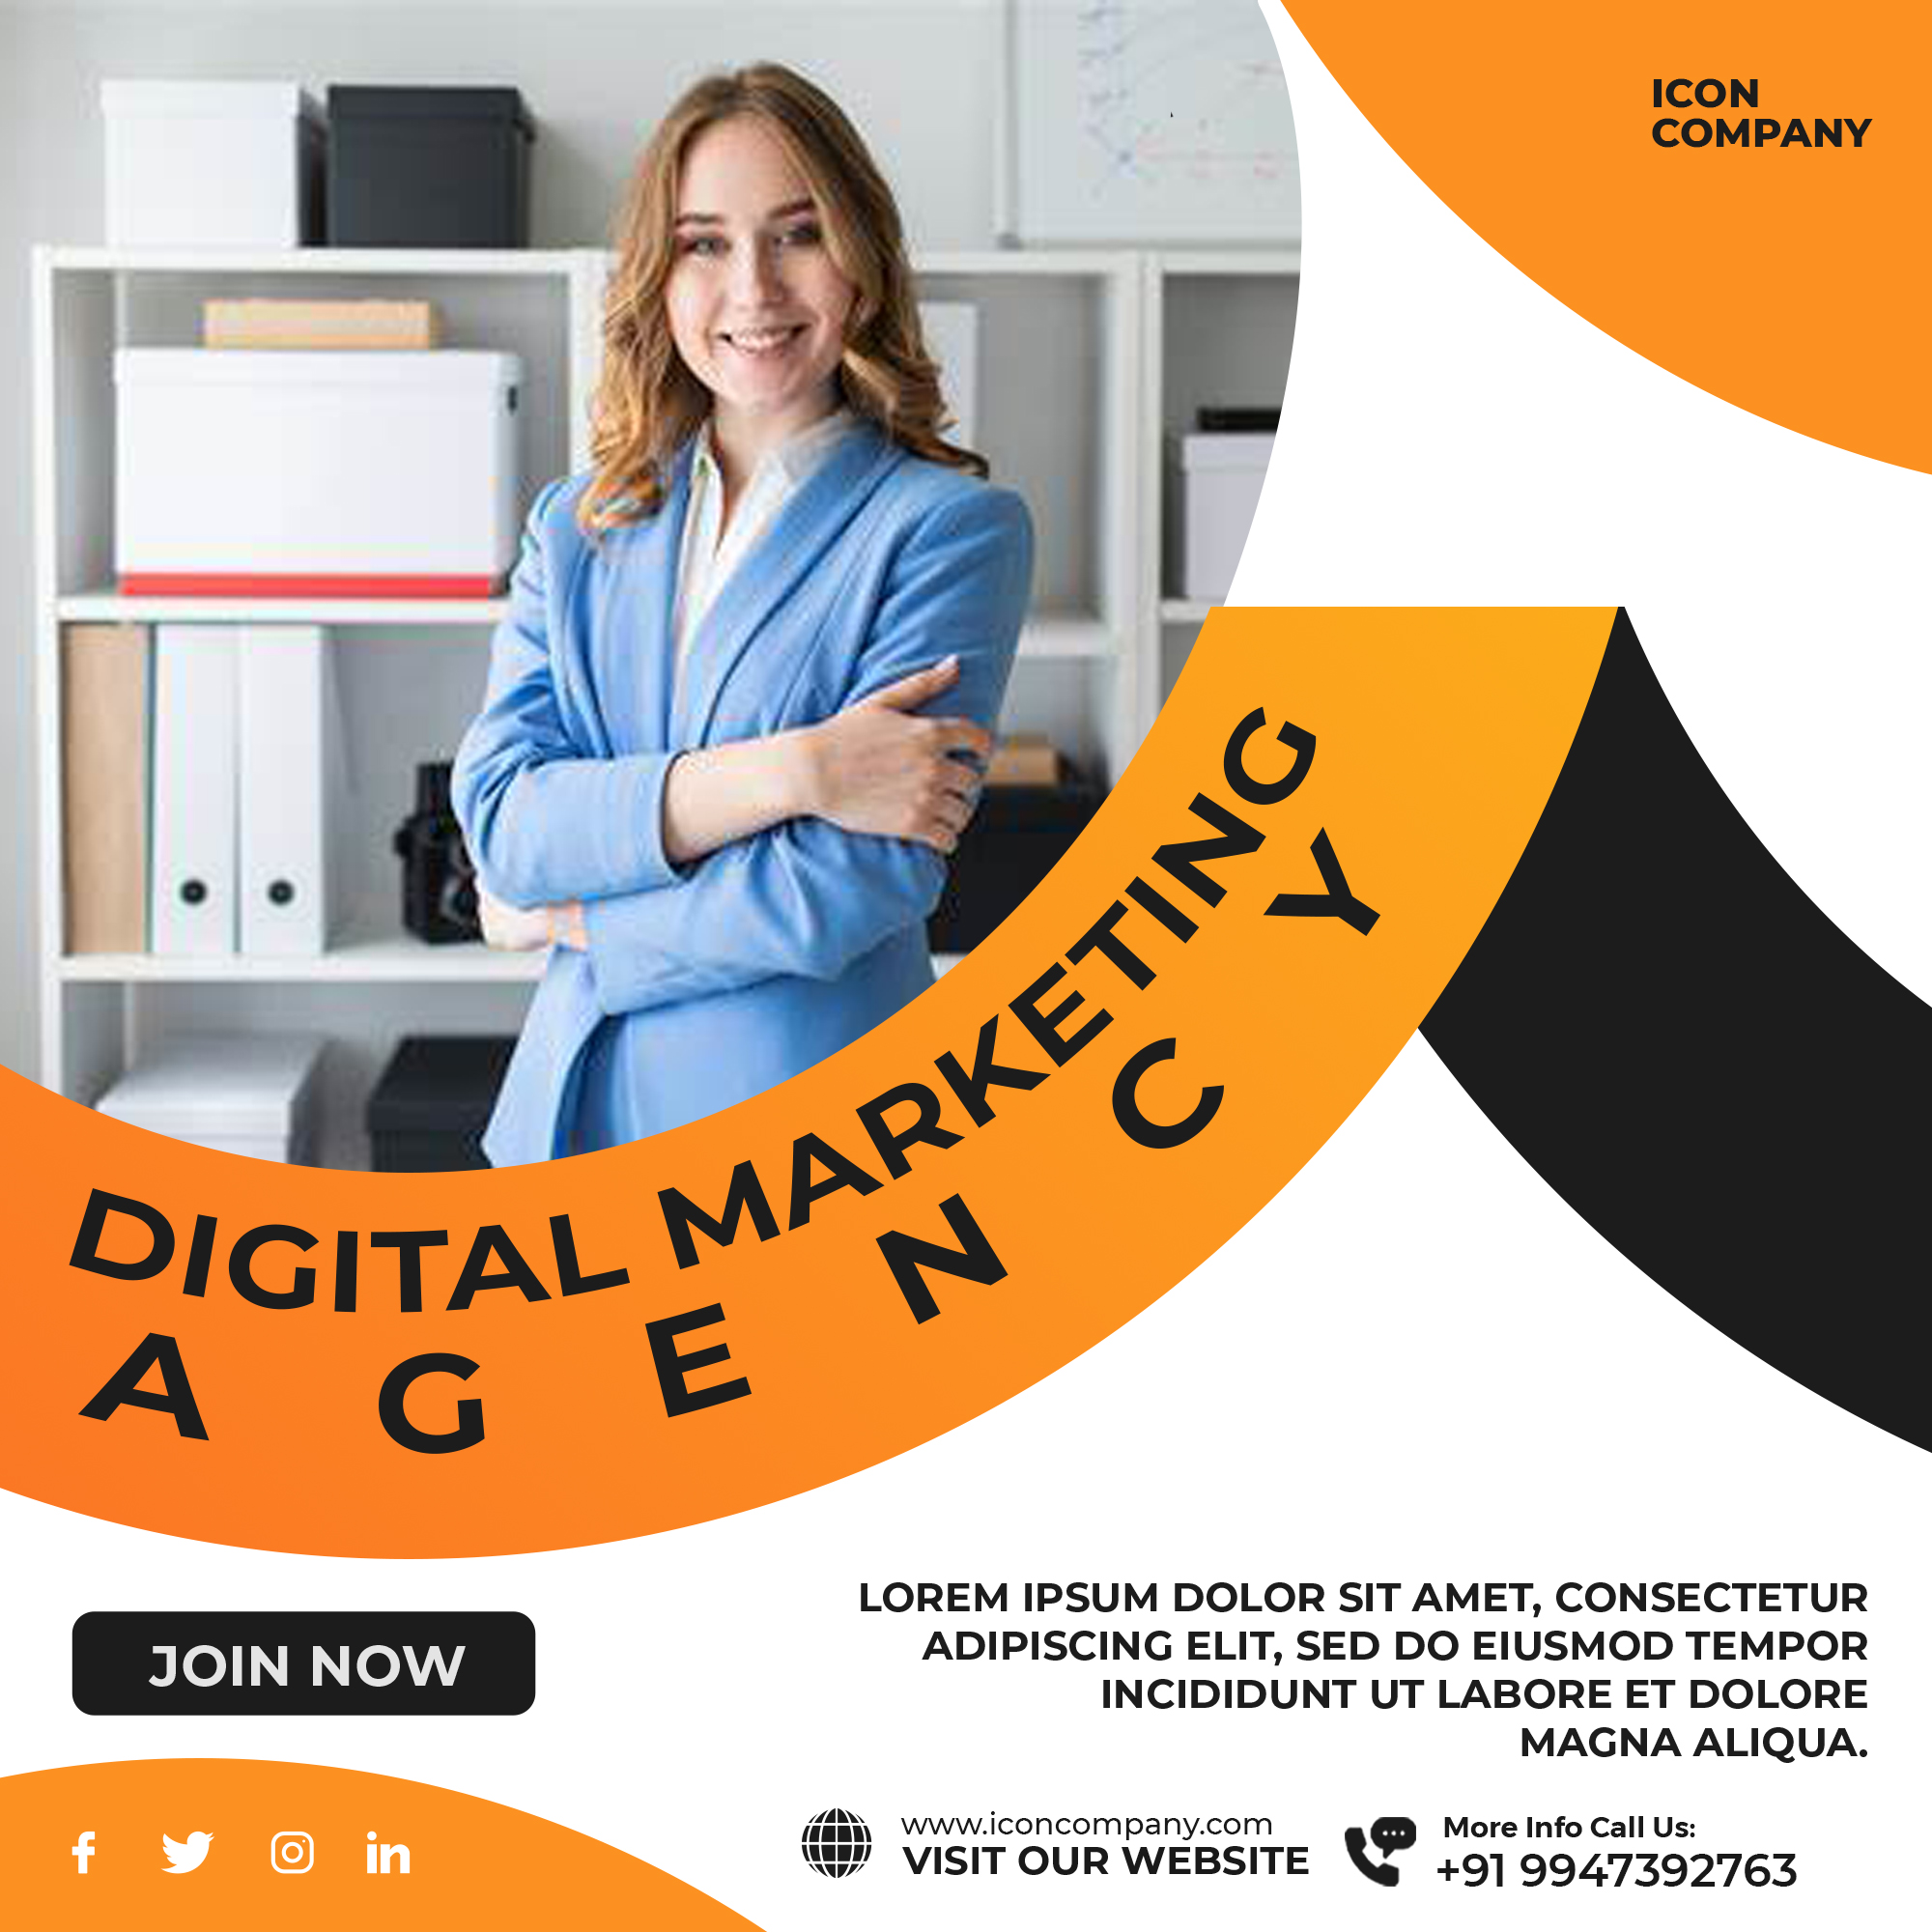 ICON
COMPANY
DIGITAL MARKETING
AGENCY
JOIN NOW
LOREM IPSUM DOLOR SIT AMET, CONSECTETUR
ADIPISCING ELIT, SED DO EIUSMOD TEMPOR
INCIDIDUNT UT LABORE ET DOLORE
MAGNA ALIQUA.
www.iconcompany.com
VISIT OUR WEBSITE
More Info Call Us:
+91 9947392763